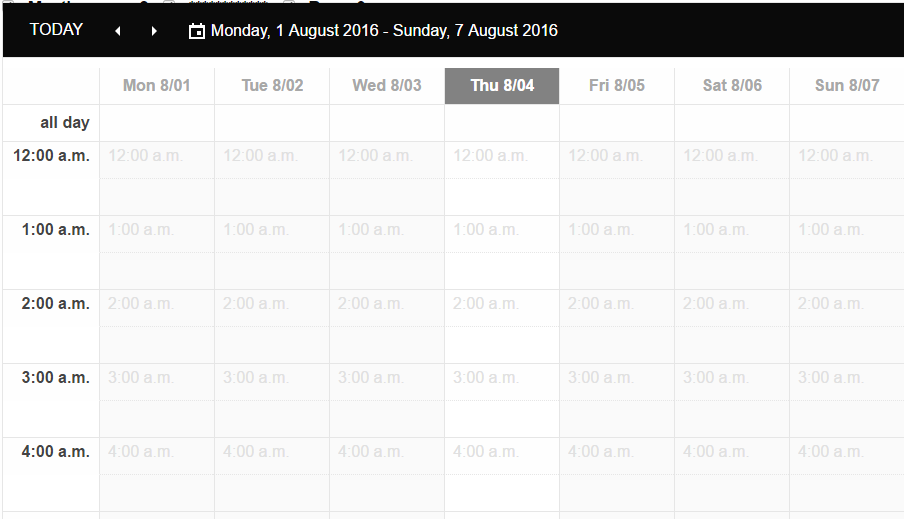 TODAY Monday, 1 August 2016 - Sunday, 7 August 2016
Mon 8/01 Tue 8/02 Wed 8/03 Thu 8/04 Fri 8/05 Sat 8/06 Sun 8/07
all day
12:00 a.m. 12:00 a.m. 12:00 a.m. 12:00 a.m. 12:00 a.m. 12:00 a.m. 12:00 a.m. 12:00 a.m.
1:00 a.m. 1:00 a.m. 1:00 a.m. 1:00 a.m. 1:00 a.m. 1:00 a.m. 1:00 a.m. 1:00 a.m.
2:00 a.m. 2:00 a.m. 2:00 a.m. 2:00 a.m. 2:00 a.m. 2:00 a.m. 2:00 a.m. 2:00 a.m.
3:00 a.m. 3:00 a.m. 3:00 a.m. 3:00 a.m. 3:00 a.m. 3:00 a.m. 3:00 a.m. 3:00 a.m.
4:00 a.m. 4:00 a.m. 4:00 a.m. 4:00 a.m. 4:00 a.m. 4:00 a.m. 4:00 a.m. 4:00 a.m.